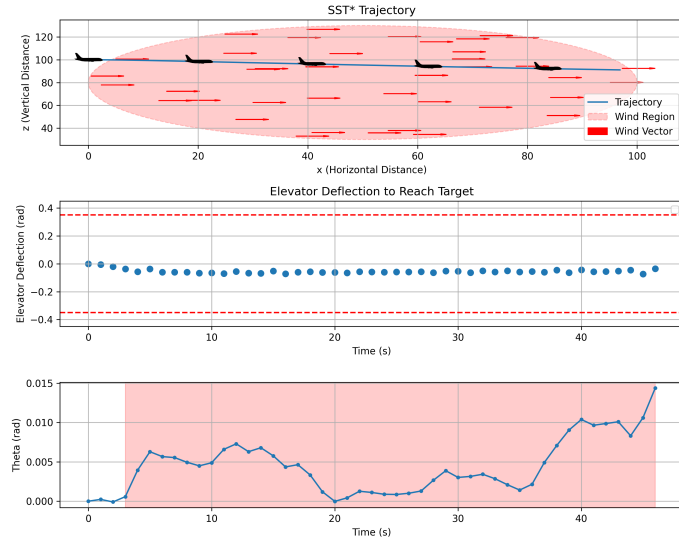 SST* Trajectory
z (Vertical Distance)
120
100
80
60
40
0
20
40
60
80
100
x (Horizontal Distance)
Trajectory
Wind Region
Wind Vector
Elevator Deflection to Reach Target
Elevator Deflection (rad)
0.4
0.2
0.0
−0.2
−0.4
0
10
20
30
40
Time (s)
Theta (rad)
0.015
0.010
0.005
0.000
0
10
20
30
40
Time (s)